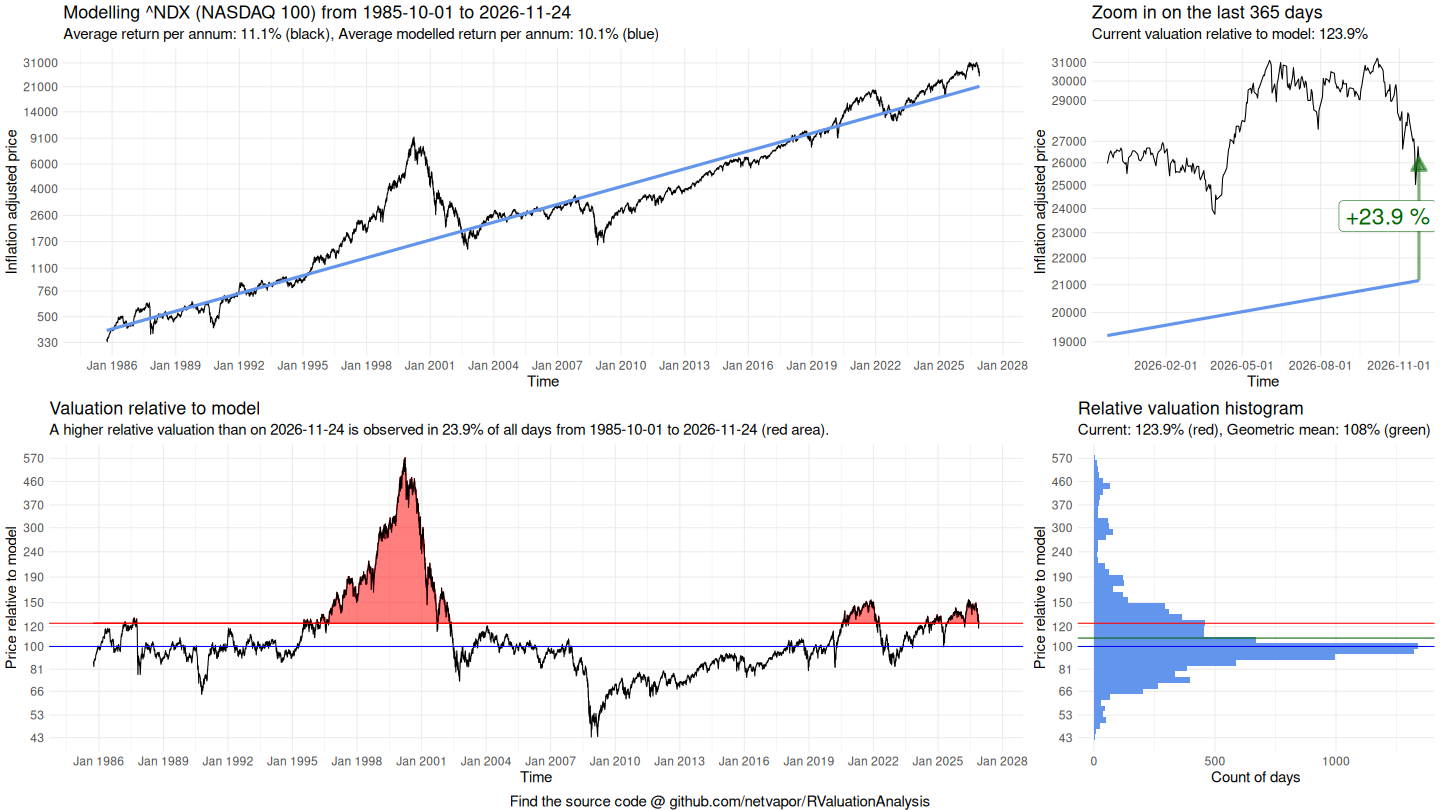 Modelling ^NDX (NASDAQ 100) from 1985-10-01 to 2026-11-24
Average return per annum: 11.1% (black), Average modelled return per annum: 10.1% (blue)
Inflation adjusted price
31000
21000
14000
9100
6000
4000
2600
1700
1100
760
500
330
Jan 1986 Jan 1989 Jan 1992 Jan 1995 Jan 1998 Jan 2001 Jan 2004 Jan 2007 Jan 2010 Jan 2013 Jan 2016 Jan 2019 Jan 2022 Jan 2025 Jan 2028
Time
Zoom in on the last 365 days
Current valuation relative to model: 123.9%
Inflation adjusted price
31000
30000
29000
27000
26000
25000
24000
23000
22000
21000
20000
19000
+23.9 %
2026-02-01 2026-05-01 2026-08-01 2026-11-01
Time
Valuation relative to model
A higher relative valuation than on 2026-11-24 is observed in 23.9% of all days from 1985-10-01 to 2026-11-24 (red area).
Price relative to model
570
460
370
300
240
190
150
120
100
81
66
53
43
Jan 1986 Jan 1989 Jan 1992 Jan 1995 Jan 1998 Jan 2001 Jan 2004 Jan 2007 Jan 2010 Jan 2013 Jan 2016 Jan 2019 Jan 2022 Jan 2025 Jan 2028
Time
Relative valuation histogram
Current: 123.9% (red), Geometric mean: 108% (green)
Price relative to model
570
460
370
300
240
190
150
120
100
81
66
53
43
0 500 1000
Count of days
Find the source code @ github.com/netvapor/RValuationAnalysis